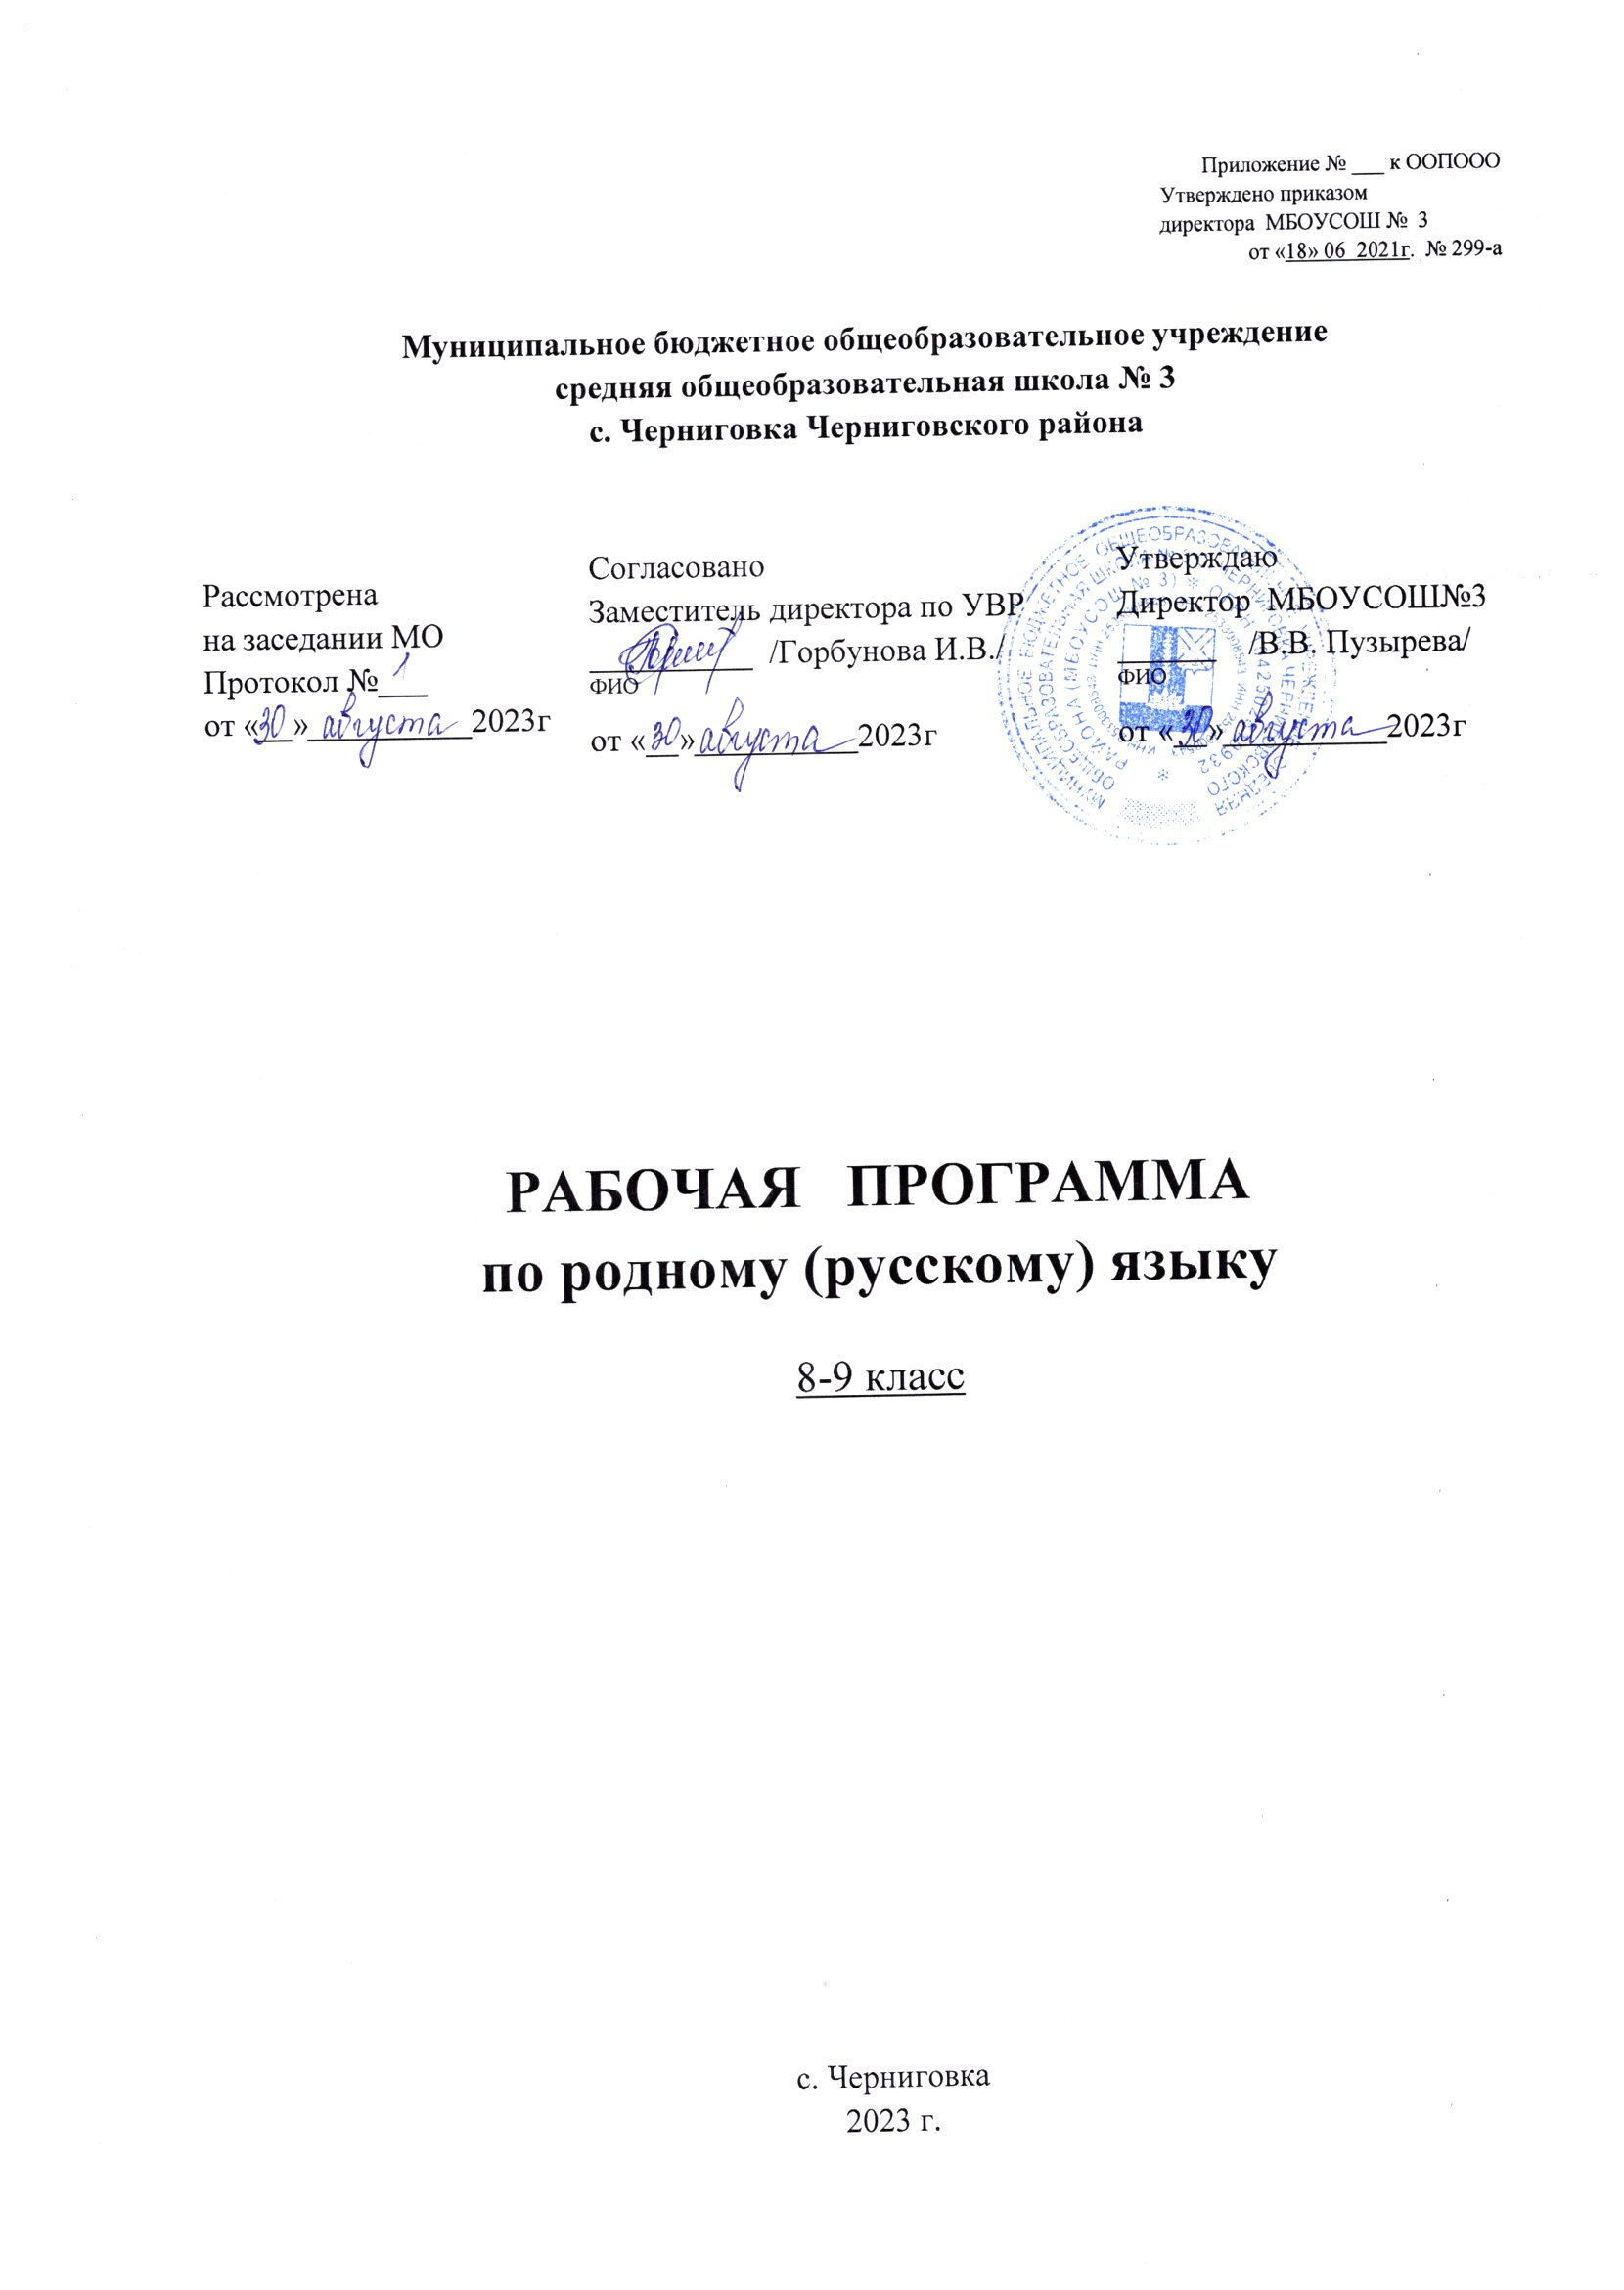 Приложение № ___ к ООПООО
Утверждено приказом
директора МБОУСОШ № 3
от «18» 06 2021г. № 299-а
Муниципальное бюджетное общеобразовательное учреждение
средняя общеобразовательная школа № 3
с. Черниговка Черниговского района
Рассмотрена
на заседании МО
Протокол № 1
от «30» августа 2023г
Согласовано
Заместитель директора по УВР
/Горбунова И.В./
ФИО
от «30» августа 2023г
Утверждаю
Директор МБОУСОШ№3
/В.В. Пузырева/
ФИО
от «30» августа 2023г
РАБОЧАЯ ПРОГРАММА
по родному (русскому) языку
8-9 класс
с. Черниговка
2023 г.